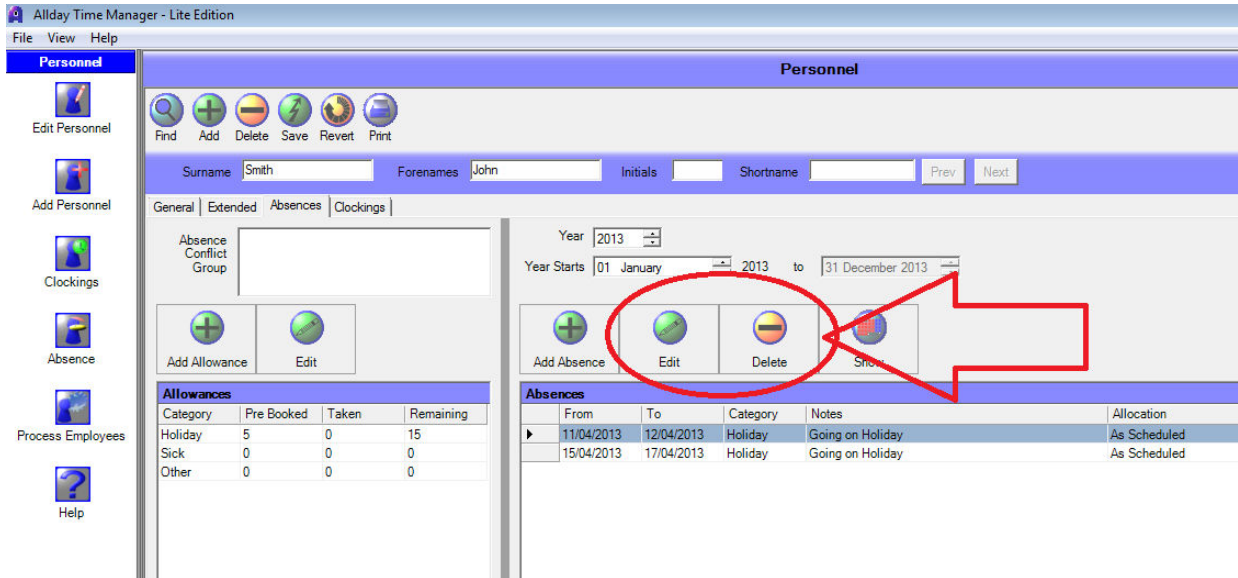 Allday Time Manager - Lite Edition
File View Help
Personnel
Edit Personnel
Add Personnel
Clockings
Absence
Process Employees
Help
Personnel
Find Add Delete Save Revert Print
Surname Smith Forenames John Initials Shortname Prev Next
General Extended Absences Clockings
Absence
Conflict
Group
Year 2013
Year Starts 01 January 2013 to 31 December 2013
Add Allowance Edit
Add Absence Edit Delete Show
Allowances
Category Pre Booked Taken Remaining
Holiday 5 0 15
Sick 0 0 0
Other 0 0 0
Absences
From To Category Notes Allocation
11/04/2013 12/04/2013 Holiday Going on Holiday As Scheduled
15/04/2013 17/04/2013 Holiday Going on Holiday As Scheduled